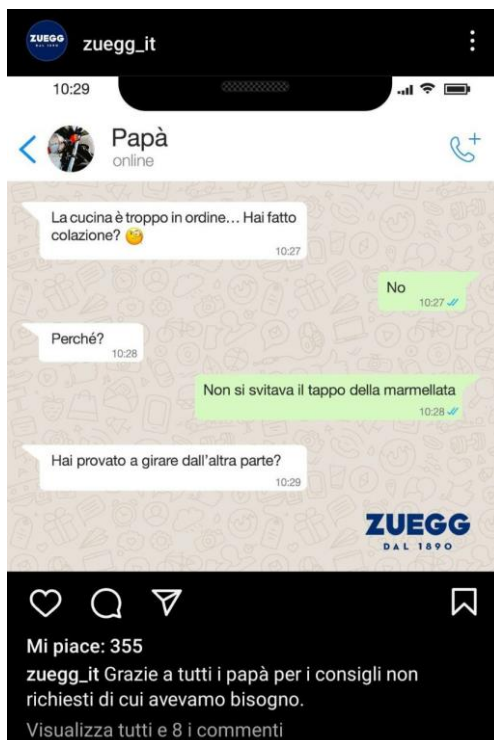 ZUEGG
DAL 1890
zuegg_it
10:29
Papà
online
La cucina è troppo in ordine... Hai fatto
colazione?
10:27
No
10:27
Perché?
10:28
Non si svitava il tappo della marmellata
10:28
Hai provato a girare dall'altra parte?
10:29
ZUEGG
DAL 1890
Mi piace: 355
zuegg_it Grazie a tutti i papà per i consigli non
richiesti di cui avevamo bisogno.
Visualizza tutti e 8 i commenti